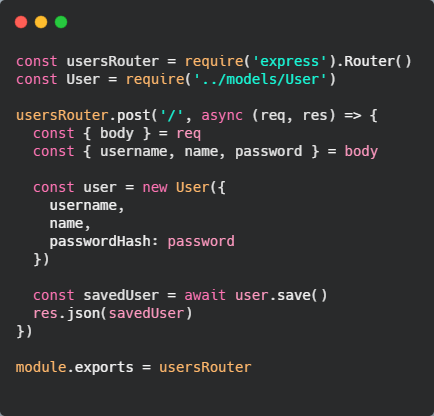 const usersRouter = require('express').Router()
const User = require('../models/User')

usersRouter.post('/', async (req, res) => {
  const { body } = req
  const { username, name, password } = body

  const user = new User({
    username,
    name,
    passwordHash: password
  })

  const savedUser = await user.save()
  res.json(savedUser)
})

module.exports = usersRouter